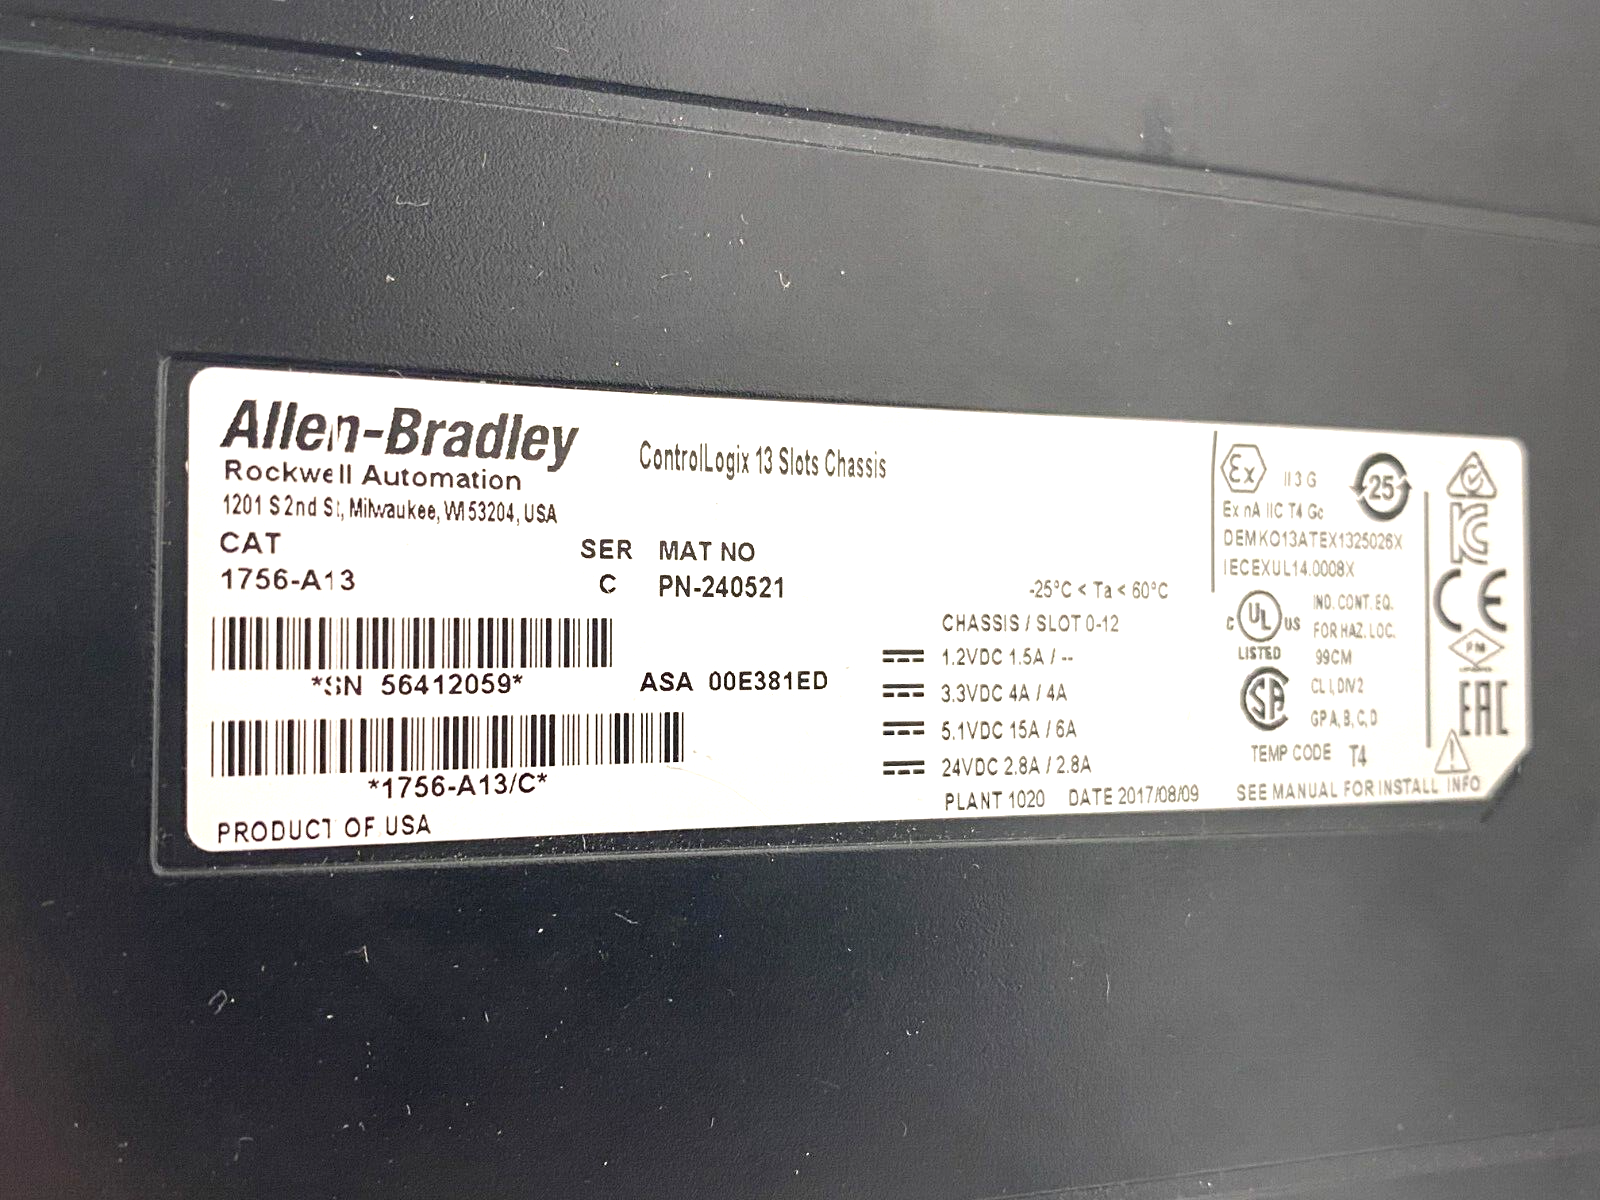 Allen-Bradley
Rockwell Automation
1201 S 2nd St, Milwaukee, WI 53204, USA
ControlLogix 13 Slots Chassis
CAT
1756-A13
SER
C
MAT NO
PN-240521
*SN 56412059*
ASA 00E381ED
*1756-A13/C*
PRODUCT OF USA
-25°C < Ta < 60°C
CHASSIS / SLOT 0-12
1.2VDC 1.5A / --
3.3VDC 4A / 4A
5.1VDC 15A / 6A
24VDC 2.8A / 2.8A
PLANT 1020 DATE 2017/08/09
Ex II 3 G
Ex nA IIC T4 Gc
DEMKO13ATEX1325026X
IECEXUL14.0008X
25
C UL US
LISTED
IND. CONT. EQ.
FOR HAZ. LOC.
99CM
SA
CL I, DIV 2
GP A, B, C, D
TEMP CODE T4
SEE MANUAL FOR INSTALL INFO
KC
CE
EAC